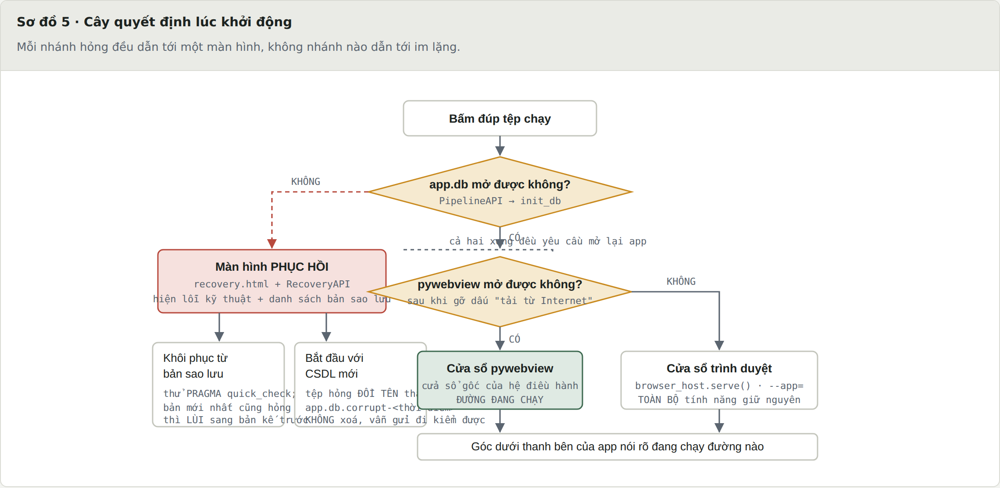 Sơ đồ 5 · Cây quyết định lúc khởi động
Mỗi nhánh hỏng đều dẫn tới một màn hình, không nhánh nào dẫn tới im lặng.
Bấm đúp tệp chạy
app.db mở được không?
PipelineAPI → init_db
KHÔNG
CÓ
cả hai xong đều yêu cầu mở lại app
Màn hình PHỤC HỒI
recovery.html + RecoveryAPI
hiện lỗi kỹ thuật + danh sách bản sao lưu
pywebview mở được không?
sau khi gỡ dấu "tải từ Internet"
KHÔNG
CÓ
Khôi phục từ
bản sao lưu
thử PRAGMA quick_check;
bản mới nhất cũng hỏng
thì LÙI sang bản kế trước
Bắt đầu với
CSDL mới
tệp hỏng ĐỔI TÊN
app.db.corrupt-<thời
KHÔNG xoá, vẫn gửi đi kiểm được
Cửa sổ pywebview
cửa sổ gốc của hệ điều hành
ĐƯỜNG ĐANG CHẠY
Cửa sổ trình duyệt
browser_host.serve() · --app=
TOÀN BỘ tính năng giữ nguyên
Góc dưới thanh bên của app nói rõ đang chạy đường nào